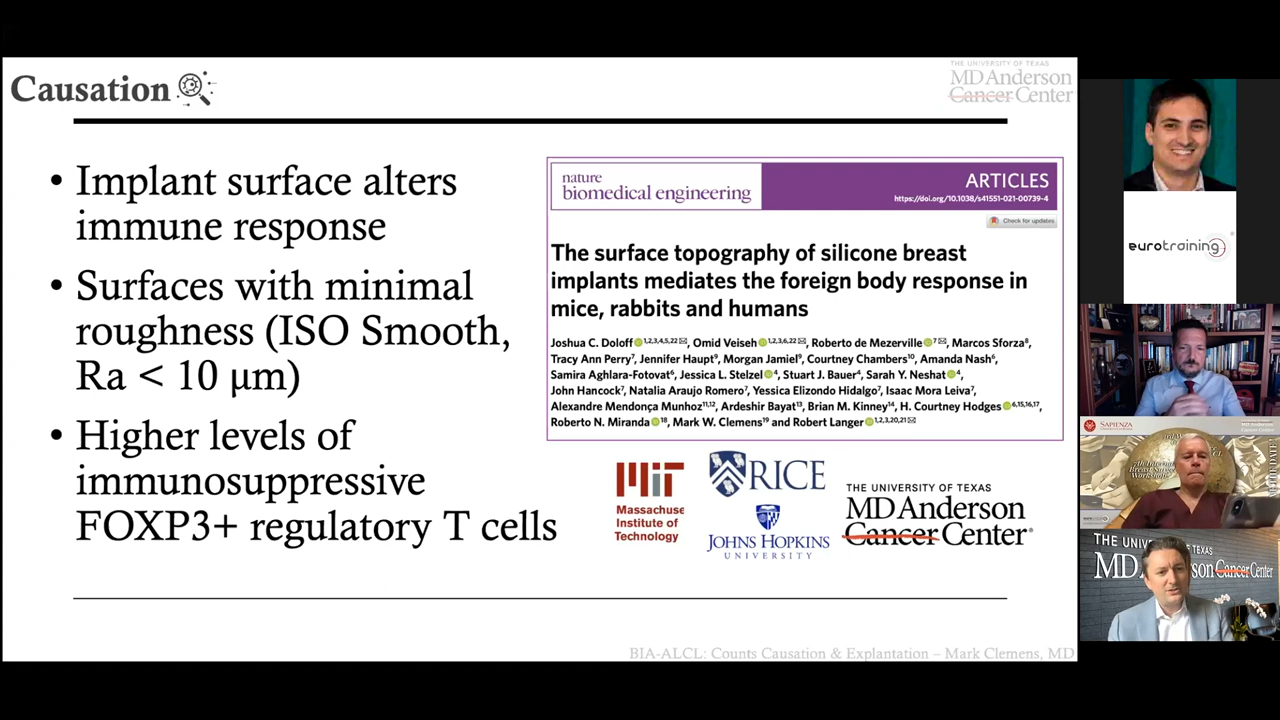 Causation
THE UNIVERSITY OF TEXAS
MD Anderson
Cancer Center
• Implant surface alters
immune response
• Surfaces with minimal
roughness (ISO Smooth,
Ra < 10 μm)
• Higher levels of
immunosuppressive
FOXP3+ regulatory T cells
nature
biomedical engineering
ARTICLES
https://doi.org/10.1038/s41551-021-00739-4
Check for updates
The surface topography of silicone breast
implants mediates the foreign body response in
mice, rabbits and humans
Joshua C. Doloff 1,2,3,4,5,22, Omid Veiseh 1,2,3,6,22, Roberto de Mezerville 7, Marcos Sforza8,
Tracy Ann Perry7, Jennifer Haupt9, Morgan Jamiel9, Courtney Chambers10, Amanda Nash6,
Samira Aghlara-Fotovat6, Jessica L. Stelzel 4, Stuart J. Bauer4, Sarah Y. Neshat 4,
John Hancock7, Natalia Araujo Romero7, Yessica Elizondo Hidalgo7, Isaac Mora Leiva7,
Alexandre Mendonça Munhoz11,12, Ardeshir Bayat13, Brian M. Kinney14, H. Courtney Hodges 6,15,16,17,
Roberto N. Miranda 18, Mark W. Clemens19 and Robert Langer 1,2,3,20,21
MIT
Massachuse
Institute of
Technology
RICE
JOHNS HOPKINS
UNIVERSITY
THE UNIVERSITY OF TEXAS
MD Anderson
Cancer Center
BIA-ALCL: Counts Causation & Explantation – Mark Clemens, MD
eurotraining
SAPIENZA
THE UNIVERSITY OF TEXAS
MD Anderson Cancer Center